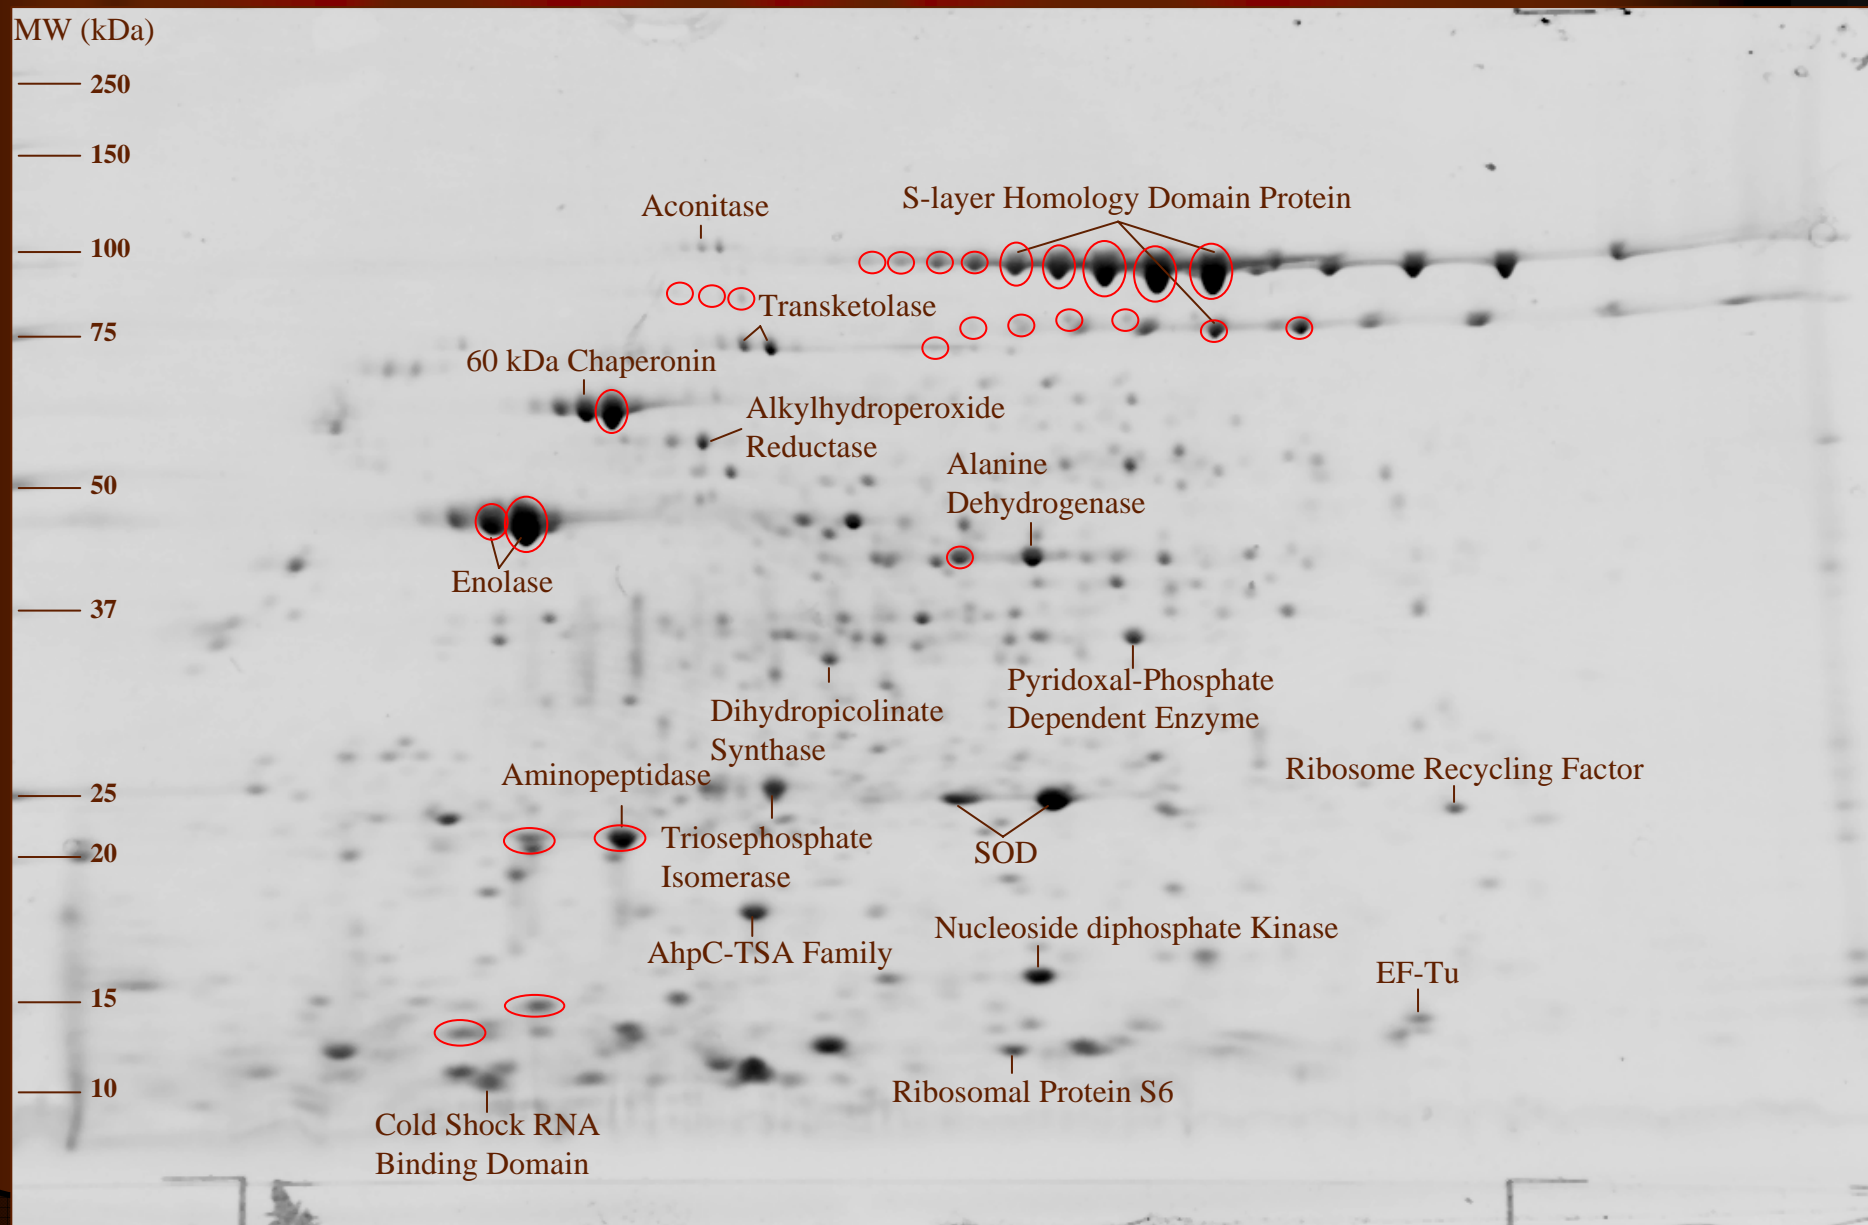 MW (kDa)
250
150
Aconitase
S-layer Homology Domain Protein
100
Transketolase
75
60 kDa Chaperonin
Alkylhydroperoxide
Reductase
Alanine
Dehydrogenase
50
Enolase
37
Pyridoxal-Phosphate
Dependent Enzyme
Dihydropicolinate
Synthase
Aminopeptidase
Ribosome Recycling Factor
25
Triosephosphate
Isomerase
SOD
20
Nucleoside diphosphate Kinase
AhpC-TSA Family
EF-Tu
15
10
Ribosomal Protein S6
Cold Shock RNA
Binding Domain